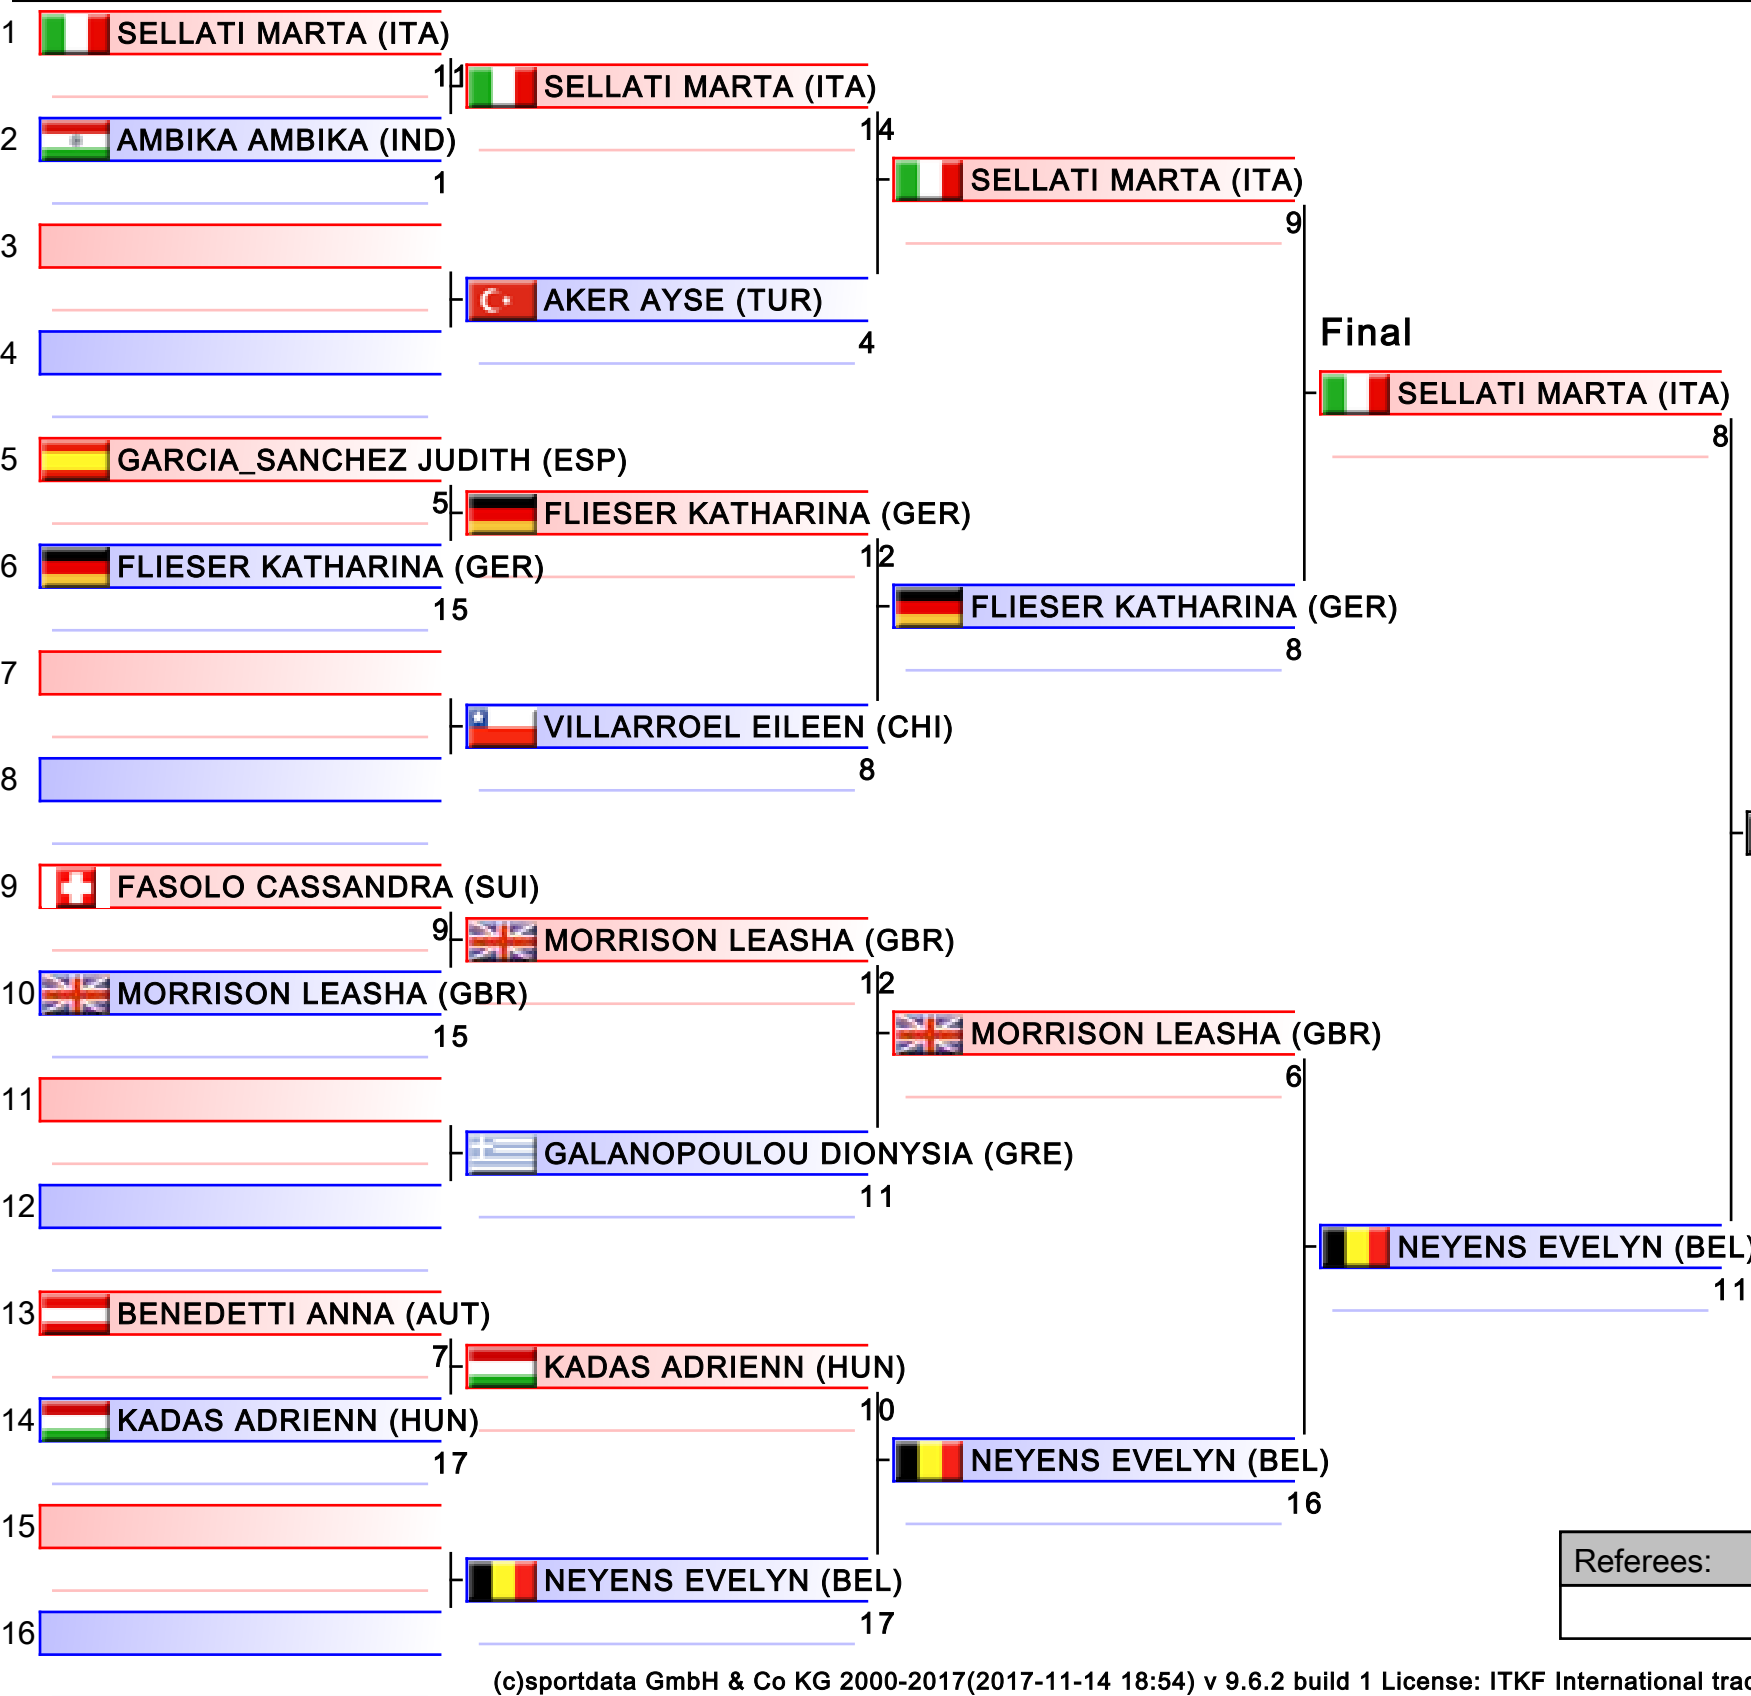 1 SELLATI MARTA (ITA)
11 SELLATI MARTA (ITA)
14
2 AMBIKA AMBIKA (IND)
1
SELLATI MARTA (ITA)
9
3
AKER AYSE (TUR)
4
4
Final
SELLATI MARTA (ITA)
8
5 GARCIA_SANCHEZ JUDITH (ESP)
5 FLIESER KATHARINA (GER)
12
6 FLIESER KATHARINA (GER)
15
FLIESER KATHARINA (GER)
8
7
VILLARROEL EILEEN (CHI)
8
8
9 FASOLO CASSANDRA (SUI)
9 MORRISON LEASHA (GBR)
12
10 MORRISON LEASHA (GBR)
15
MORRISON LEASHA (GBR)
6
11
GALANOPOULOU DIONYSIA (GRE)
11
12
NEYENS EVELYN (BEL)
11
13 BENEDETTI ANNA (AUT)
7 KADAS ADRIENN (HUN)
10
14 KADAS ADRIENN (HUN)
17
NEYENS EVELYN (BEL)
16
15
NEYENS EVELYN (BEL)
17
16
Referees:
(c)sportdata GmbH & Co KG 2000-2017(2017-11-14 18:54) v 9.6.2 build 1 License: ITKF International